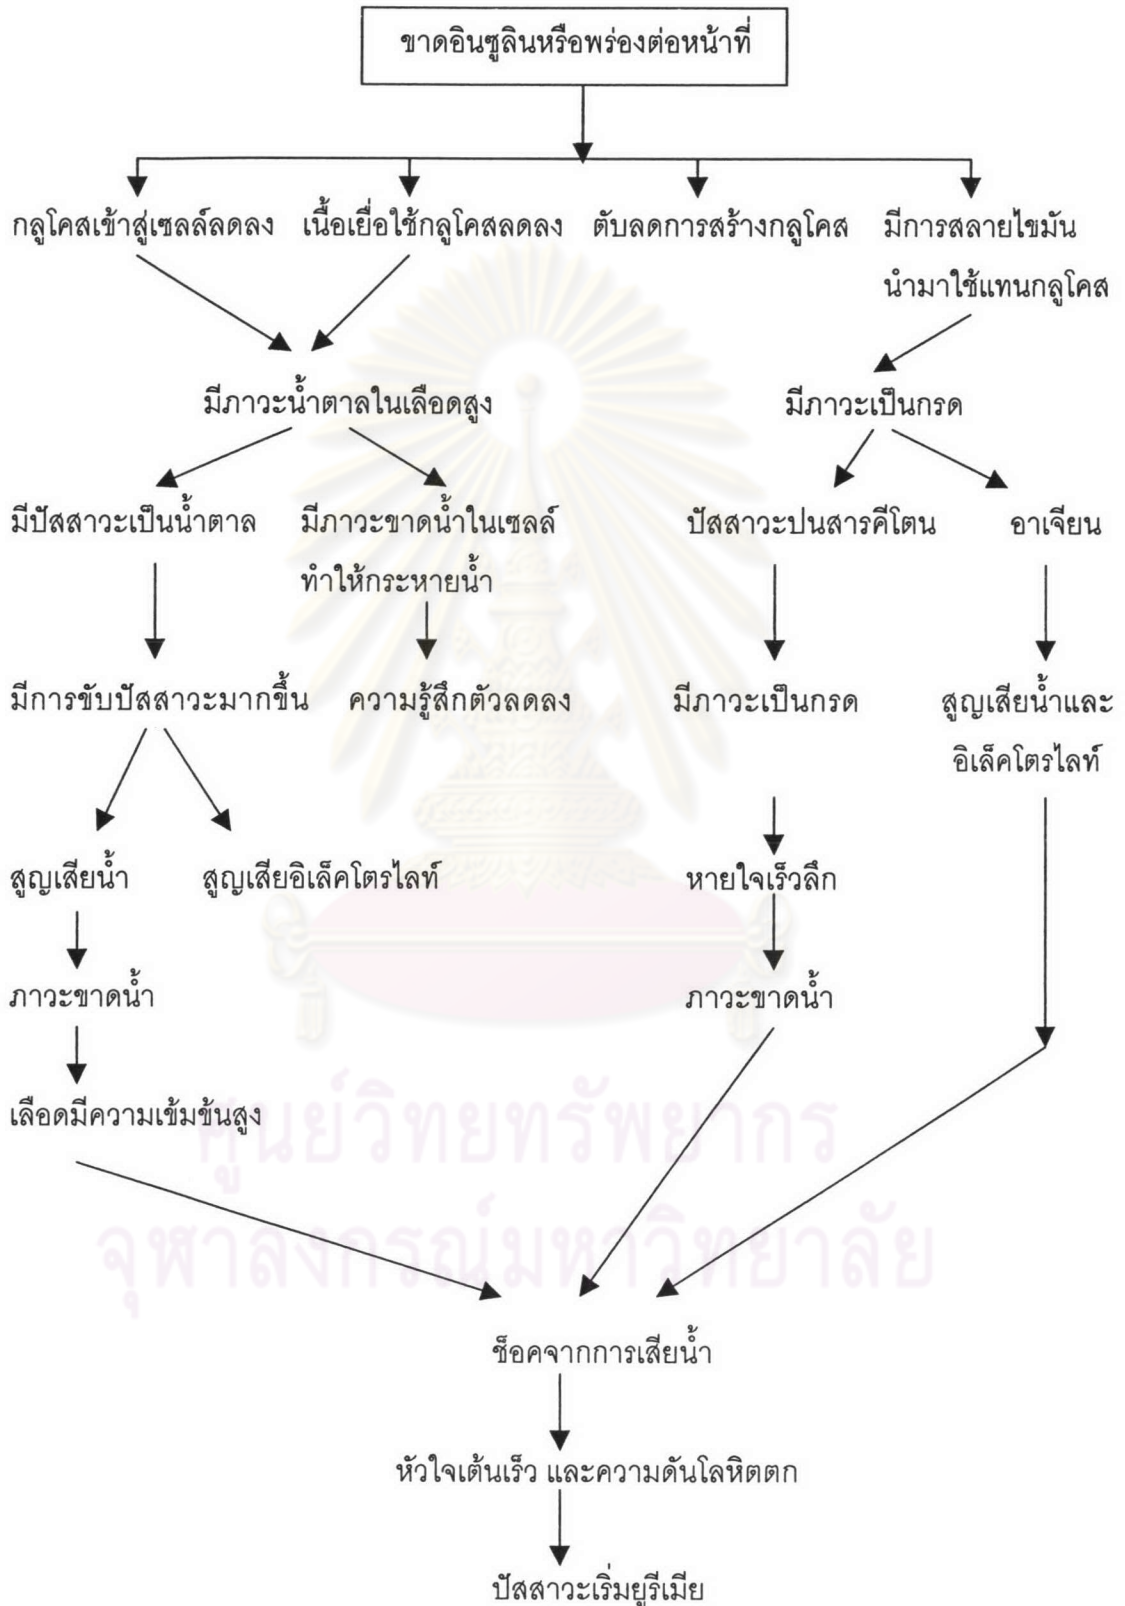 ขาดอินซูลินหรือพร่องต่อหน้าที่
กลูโคสเข้าสู่เซลล์ลดลง
เนื้อเยื่อใช้กลูโคสลดลง
ตับลดการสร้างกลูโคส
มีการสลายไขมัน
นำมาใช้แทนกลูโคส
มีภาวะน้ำตาลในเลือดสูง
มีภาวะเป็นกรด
มีปัสสาวะเป็นน้ำตาล
มีภาวะขาดน้ำในเซลล์
ทำให้กระหายน้ำ
ปัสสาวะปนสารคีโตน
อาเจียน
มีการขับปัสสาวะมากขึ้น
ความรู้สึกตัวลดลง
มีภาวะเป็นกรด
สูญเสียน้ำและ
อิเล็คโตรไลท์
สูญเสียน้ำ
สูญเสียอิเล็คโตรไลท์
หายใจเร็วลึก
ภาวะขาดน้ำ
ภาวะขาดน้ำ
เลือดมีความเข้มข้นสูง
ศูนย์วิทยทรัพยากร
จุฬาลงกรณ์มหาวิทยาลัย
ช็อคจากการเสียน้ำ
หัวใจเต้นเร็ว และความดันโลหิตตก
ปัสสาวะเริ่มยูรีเมีย